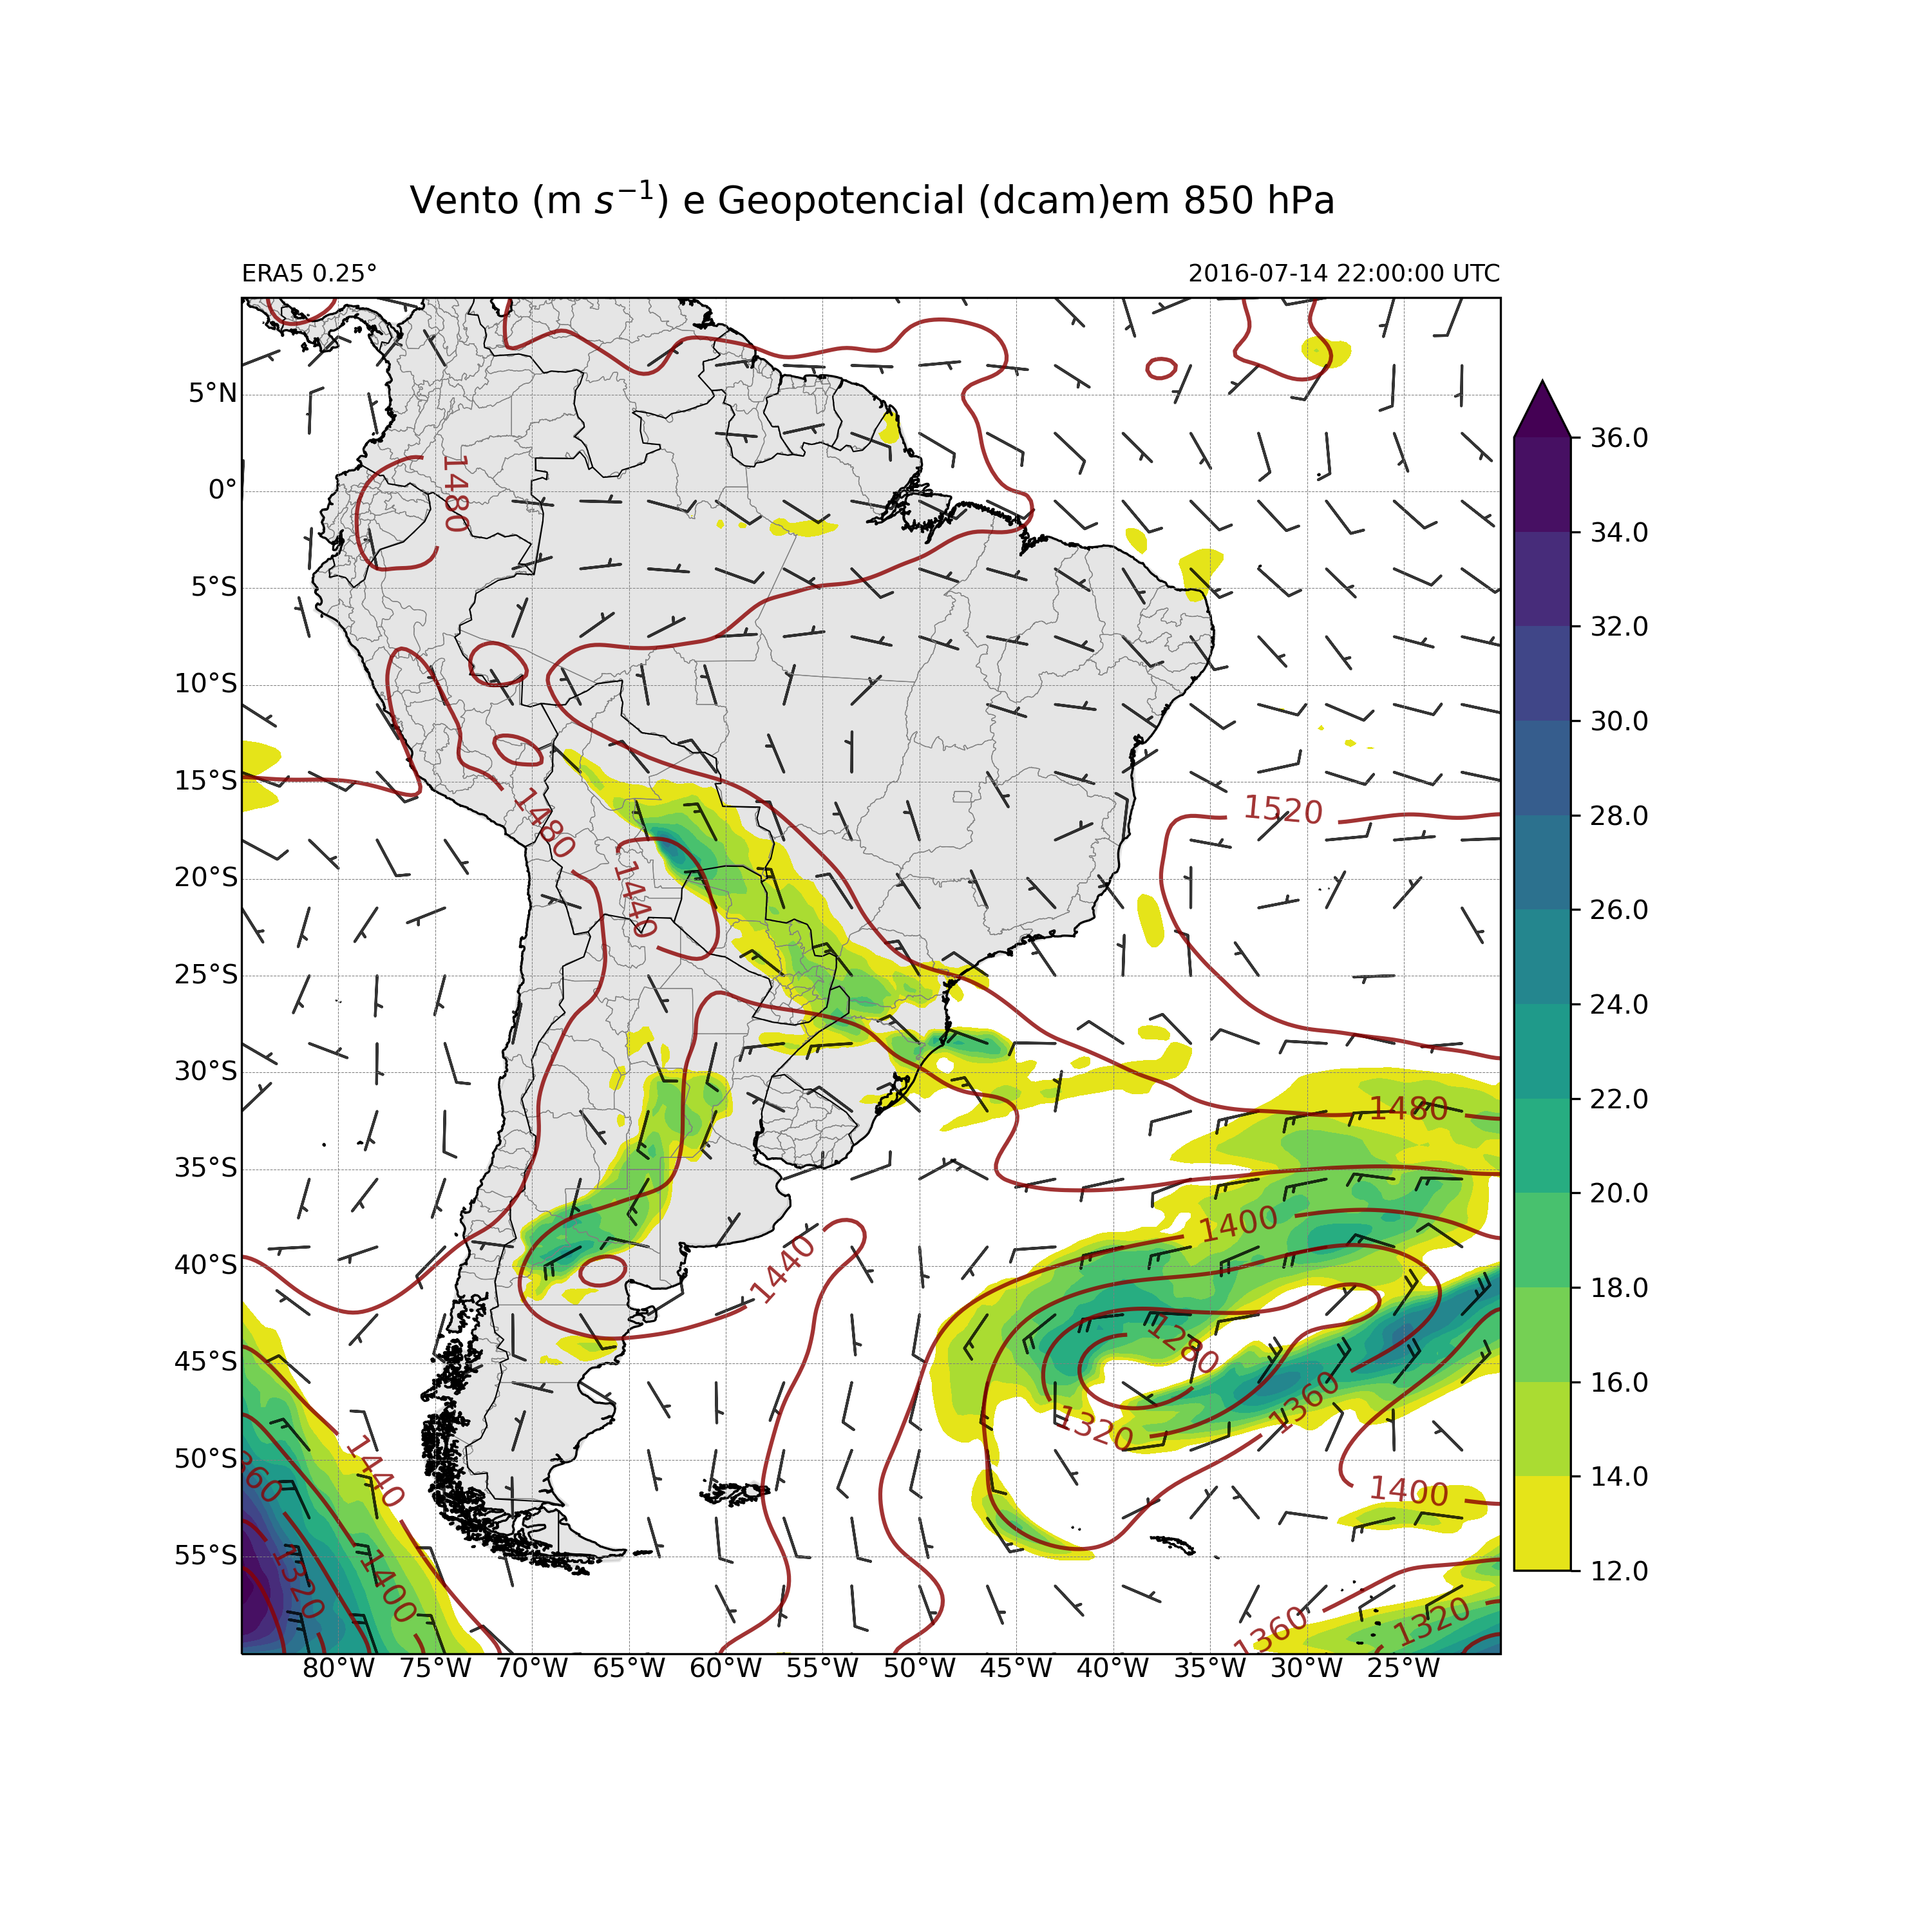 Vento (m s⁻¹) e Geopotencial (dcam)em 850 hPa
ERA5 0.25°
2016-07-14 22:00:00 UTC
5°N
0°
5°S
10°S
15°S
20°S
25°S
30°S
35°S
40°S
45°S
50°S
55°S
80°W 75°W 70°W 65°W 60°W 55°W 50°W 45°W 40°W 35°W 30°W 25°W
36.0
34.0
32.0
30.0
28.0
26.0
24.0
22.0
20.0
18.0
16.0
14.0
12.0
1480
1520
1480
1440
1480
1400
1440
1280
1360
1320
1440
360
1400
1400
1320
1360
1320